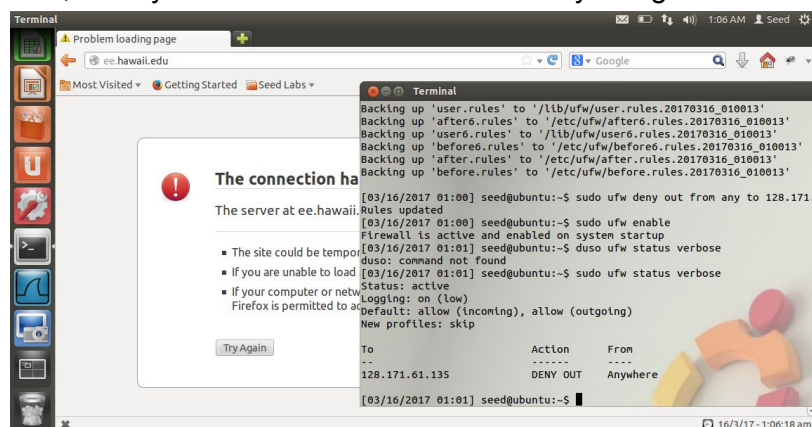 Terminal
1:06 AM
Seed
Problem loading page
ee.hawaii.edu
Google
Most Visited
Getting Started
Seed Labs
The connection ha
The server at ee.hawaii.
The site could be tempor
If you are unable to load
If your computer or netw
Firefox is permitted to ac
Try Again
Terminal
Backing up 'user.rules' to '/lib/ufw/user.rules.20170316_010013'
Backing up 'after6.rules' to '/etc/ufw/after6.rules.20170316_010013'
Backing up 'user6.rules' to '/lib/ufw/user6.rules.20170316_010013'
Backing up 'before6.rules' to '/etc/ufw/before6.rules.20170316_010013'
Backing up 'after.rules' to '/etc/ufw/after.rules.20170316_010013'
Backing up 'before.rules' to '/etc/ufw/before.rules.20170316_010013'
[03/16/2017 01:00] seed@ubuntu:~$ sudo ufw deny out from any to 128.171.
Rules updated
[03/16/2017 01:00] seed@ubuntu:~$ sudo ufw enable
Firewall is active and enabled on system startup
[03/16/2017 01:01] seed@ubuntu:~$ duso ufw status verbose
duso: command not found
[03/16/2017 01:01] seed@ubuntu:~$ sudo ufw status verbose
Status: active
Logging: on (low)
Default: allow (incoming), allow (outgoing)
New profiles: skip
To Action From
-- ------ ----
128.171.61.135 DENY OUT Anywhere
[03/16/2017 01:01] seed@ubuntu:~$
16/3/17 - 1:06:18 am